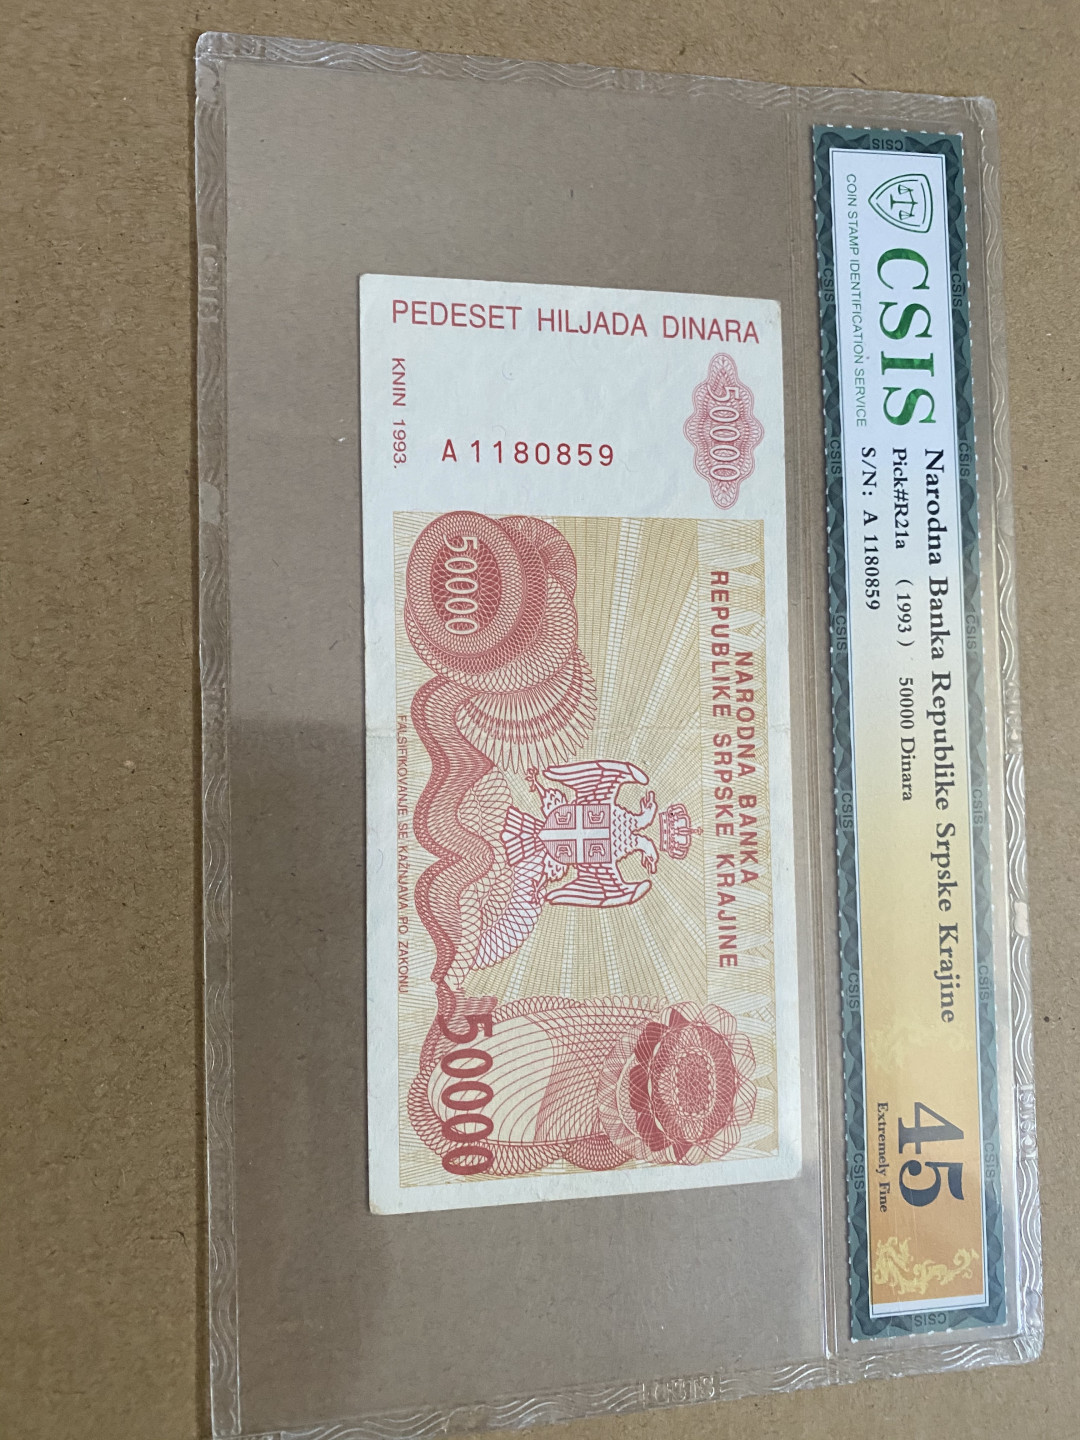 CSIS
COIN STAMP IDENTIFICATION SERVICE
Narodna Banka Republike Srpske Krajine
Pick#R21a (1993) 50000 Dinara
S/N: A 1180859
45
Extremely Fine
PEDESET HILJADA DINARA
50000
A 1180859
KNIN 1993.
NARODNA BANKA
REPUBLIKE SRPSKE KRAJINE
50000
FALSIFIKOVANJE SE KAŽNJAVA PO ZAKONU
50000